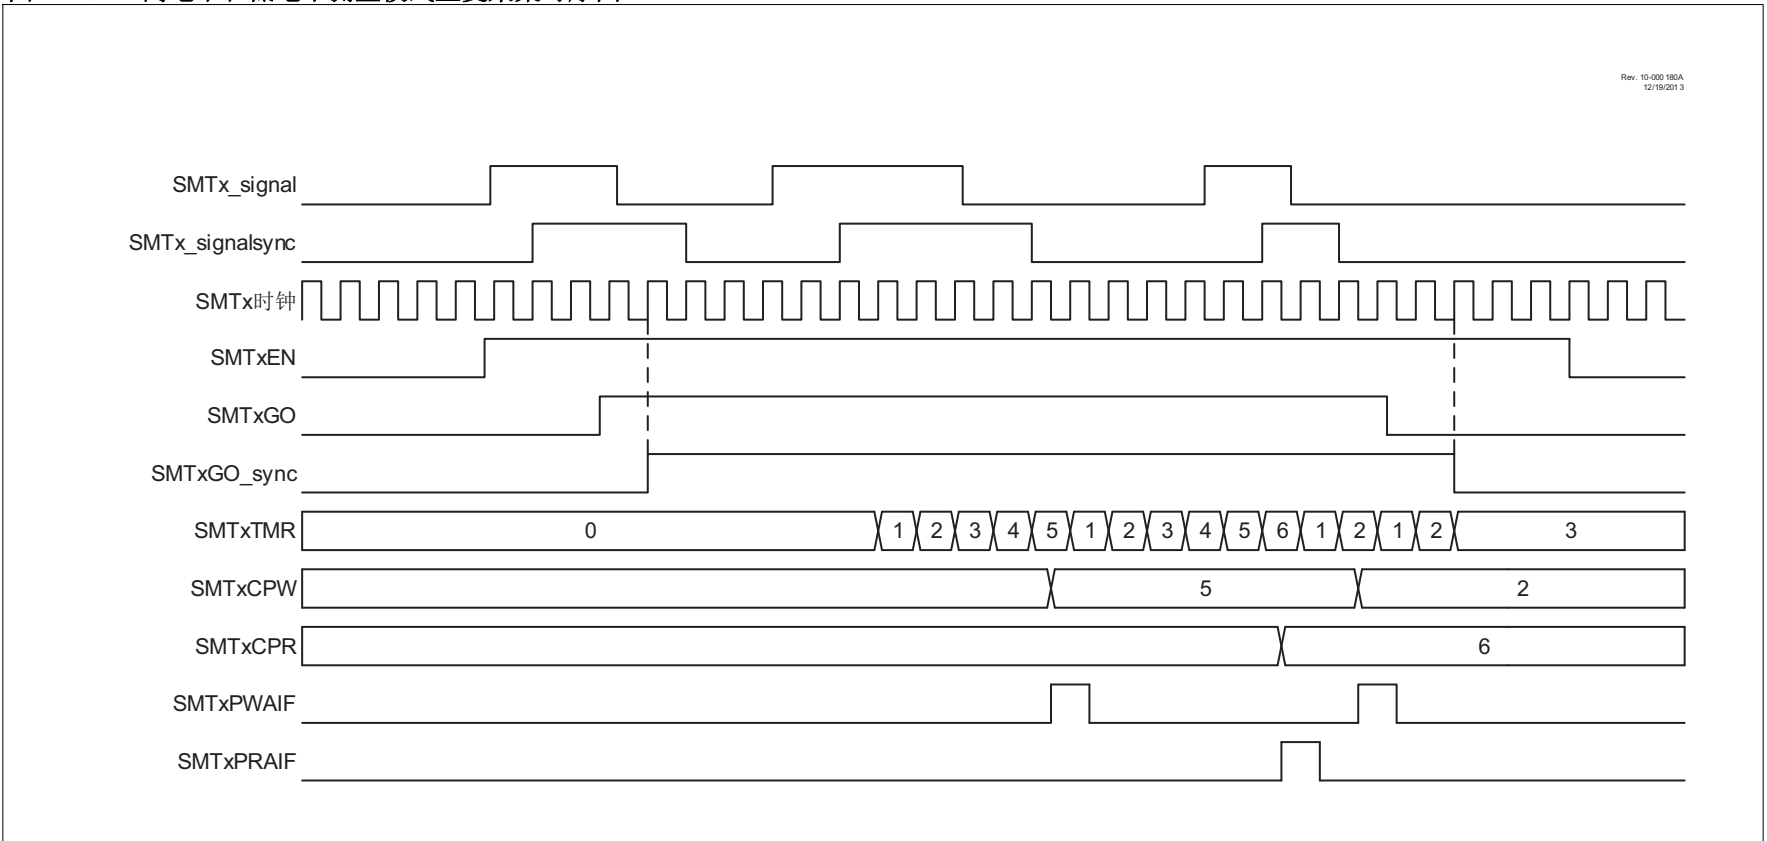 Rev. 10-000 180A
12/19/201 3
SMTx_signal
SMTx_signalsync
SMTx时钟
SMTxEN
SMTxGO
SMTxGO_sync
SMTxTMR 0 1 2 3 4 5 1 2 3 4 5 6 1 2 1 2 3
SMTxCPW 5 2
SMTxCPR 6
SMTxPWAIF
SMTxPRAIF